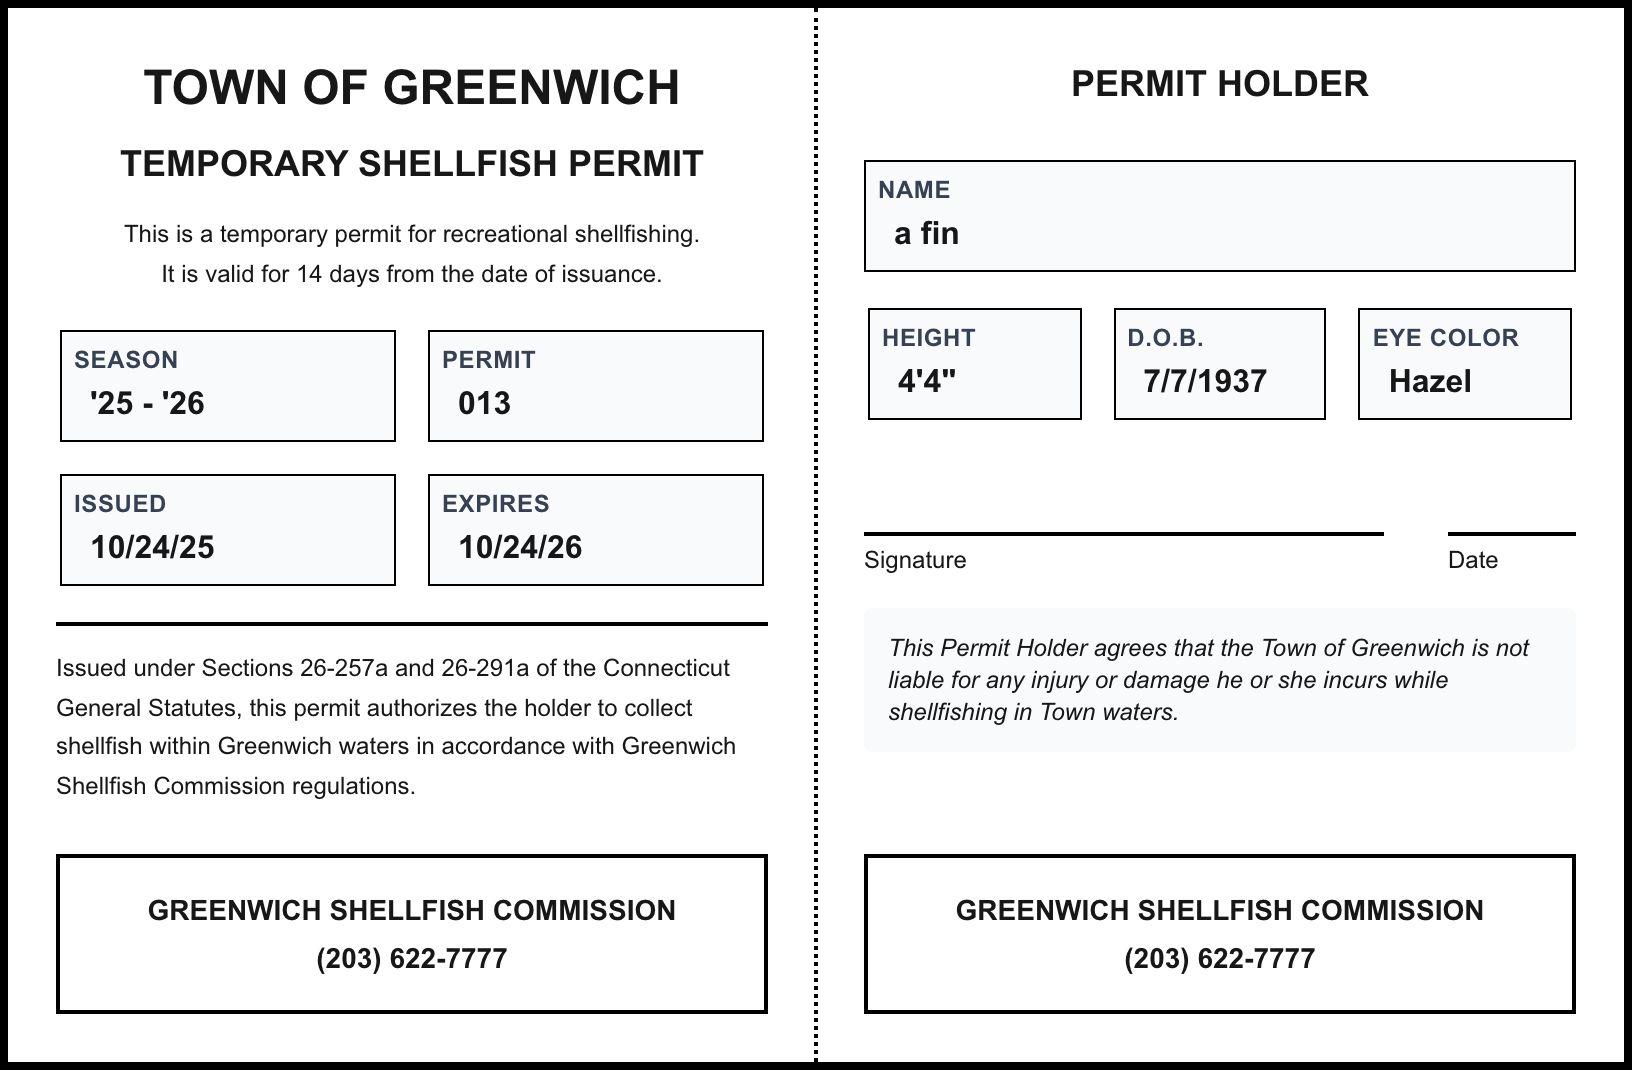 TOWN OF GREENWICH
TEMPORARY SHELLFISH PERMIT
This is a temporary permit for recreational shellfishing.
It is valid for 14 days from the date of issuance.
SEASON
'25 - '26
PERMIT
013
ISSUED
10/24/25
EXPIRES
10/24/26
Issued under Sections 26-257a and 26-291a of the Connecticut
General Statutes, this permit authorizes the holder to collect
shellfish within Greenwich waters in accordance with Greenwich
Shellfish Commission regulations.
GREENWICH SHELLFISH COMMISSION
(203) 622-7777
PERMIT HOLDER
NAME
a fin
HEIGHT
4'4"
D.O.B.
7/7/1937
EYE COLOR
Hazel
Signature
Date
This Permit Holder agrees that the Town of Greenwich is not
liable for any injury or damage he or she incurs while
shellfishing in Town waters.
GREENWICH SHELLFISH COMMISSION
(203) 622-7777